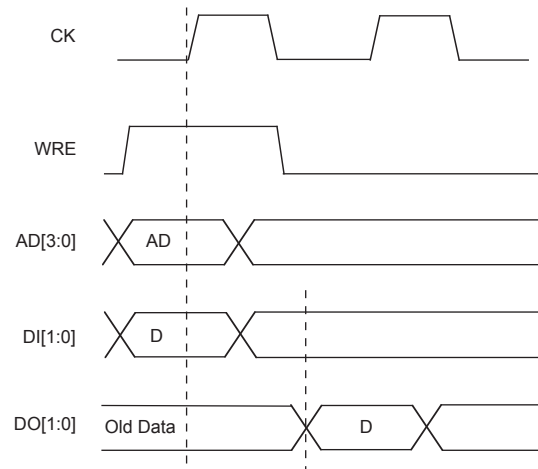 CK
WRE
AD[3:0]
AD
DI[1:0]
D
DO[1:0]
Old Data
D